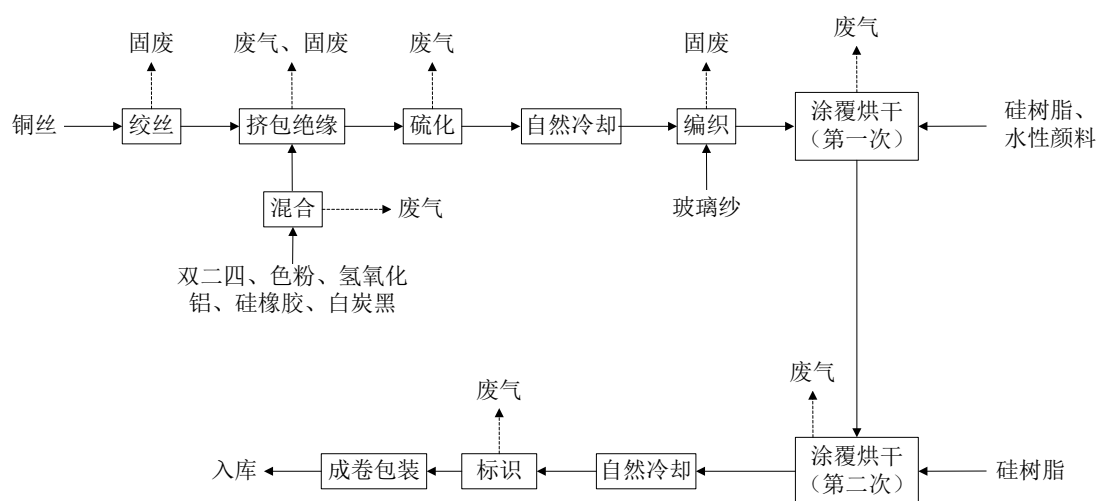 固废
废气、固废
废气
固废
废气
铜丝
绞丝
挤包绝缘
硫化
自然冷却
编织
涂覆烘干
（第一次）
硅树脂、
水性颜料
混合
废气
玻璃纱
双二四、色粉、氢氧化
铝、硅橡胶、白炭黑
废气
废气
入库
成卷包装
标识
自然冷却
涂覆烘干
（第二次）
硅树脂